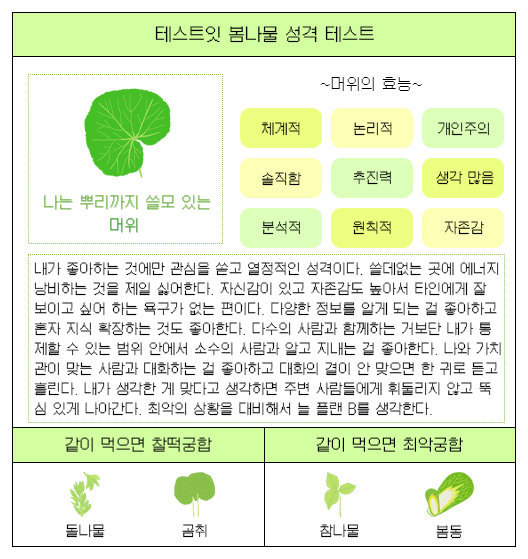 테스트잇 봄나물 성격 테스트
나는 뿌리까지 쓸모 있는
머위
~머위의 효능~
체계적
논리적
개인주의
솔직함
추진력
생각 많음
분석적
원칙적
자존감
내가 좋아하는 것에만 관심을 쏟고 열정적인 성격이다. 쓸데없는 곳에 에너지
낭비하는 것을 제일 싫어한다. 자신감이 있고 자존감도 높아서 타인에게 잘
보이고 싶어 하는 욕구가 없는 편이다. 다양한 정보를 알게 되는 걸 좋아하고
혼자 지식 확장하는 것도 좋아한다. 다수의 사람과 함께하는 거보단 내가 통
제할 수 있는 범위 안에서 소수의 사람과 알고 지내는 걸 좋아한다. 나와 가치
관이 맞는 사람과 대화하는 걸 좋아하고 대화의 결이 안 맞으면 한 귀로 듣고
흘린다. 내가 생각한 게 맞다고 생각하면 주변 사람들에게 휘둘리지 않고 뚝
심 있게 나아간다. 최악의 상황을 대비해서 늘 플랜 B를 생각한다.
같이 먹으면 찰떡궁합
같이 먹으면 최악궁합
돌나물
곰취
참나물
봄동